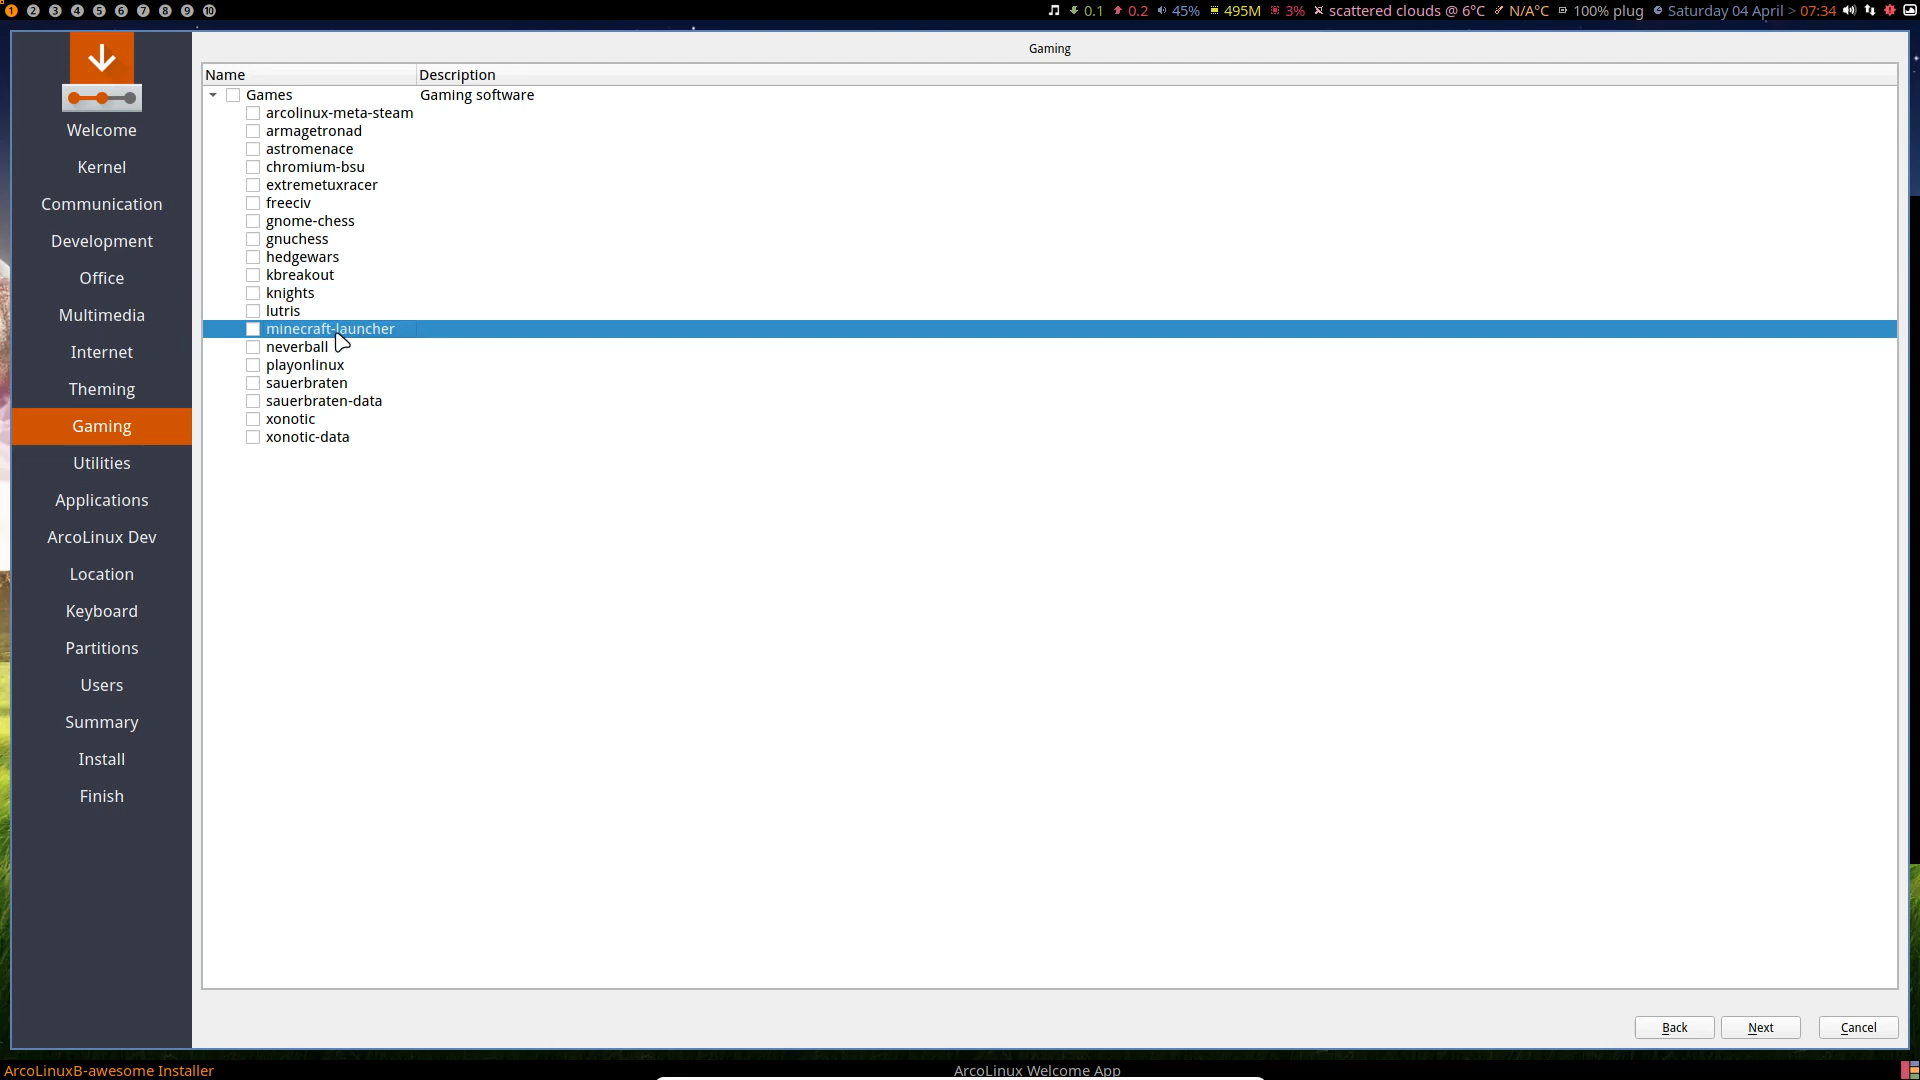 1 2 3 4 5 6 7 8 9 10
0.1 0.2 45% 495M 3% scattered clouds @ 6°C N/A°C 100% plug Saturday 04 April > 07:34
Welcome
Kernel
Communication
Development
Office
Multimedia
Internet
Theming
Gaming
Utilities
Applications
ArcoLinux Dev
Location
Keyboard
Partitions
Users
Summary
Install
Finish
Gaming
Name Description
Games Gaming software
arcolinux-meta-steam
armagetronad
astromenace
chromium-bsu
extremetuxracer
freeciv
gnome-chess
gnuchess
hedgewars
kbreakout
knights
lutris
minecraft-launcher
neverball
playonlinux
sauerbraten
sauerbraten-data
xonotic
xonotic-data
Back Next Cancel
ArcoLinuxB-awesome Installer ArcoLinux Welcome App